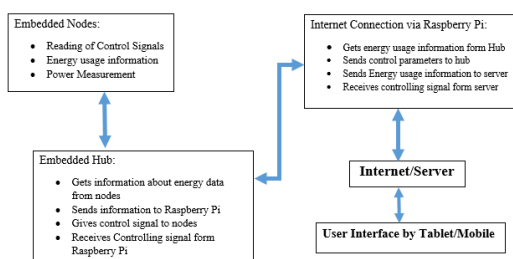 Embedded Nodes:
• Reading of Control Signals
• Energy usage information
• Power Measurement
Embedded Hub:
• Gets information about energy data
from nodes
• Sends information to Raspberry Pi
• Gives control signal to nodes
• Receives Controlling signal form
Raspberry Pi
Internet Connection via Raspberry Pi:
• Gets energy usage information form Hub
• Sends control parameters to hub
• Sends Energy usage information to server
• Receives controlling signal form server
Internet/Server
User Interface by Tablet/Mobile